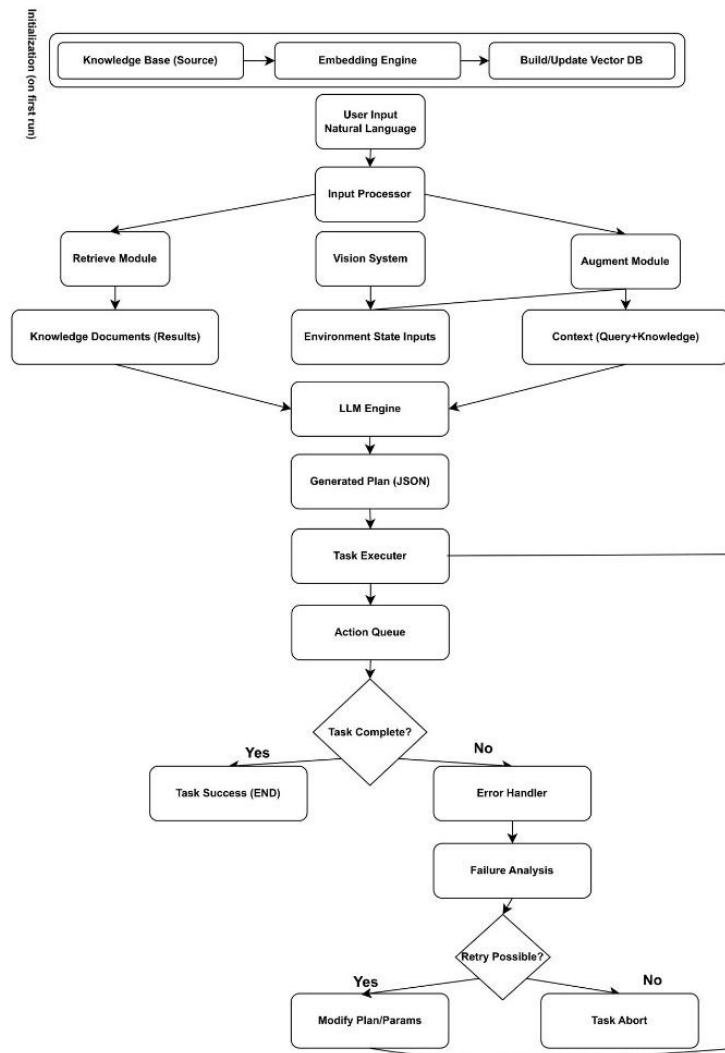 Initialization (on first run)
Knowledge Base (Source)
Embedding Engine
Build/Update Vector DB
User Input
Natural Language
Input Processor
Retrieve Module
Vision System
Augment Module
Knowledge Documents (Results)
Environment State Inputs
Context (Query+Knowledge)
LLM Engine
Generated Plan (JSON)
Task Executer
Action Queue
Task Complete?
Yes
No
Task Success (END)
Error Handler
Failure Analysis
Retry Possible?
Yes
No
Modify Plan/Params
Task Abort